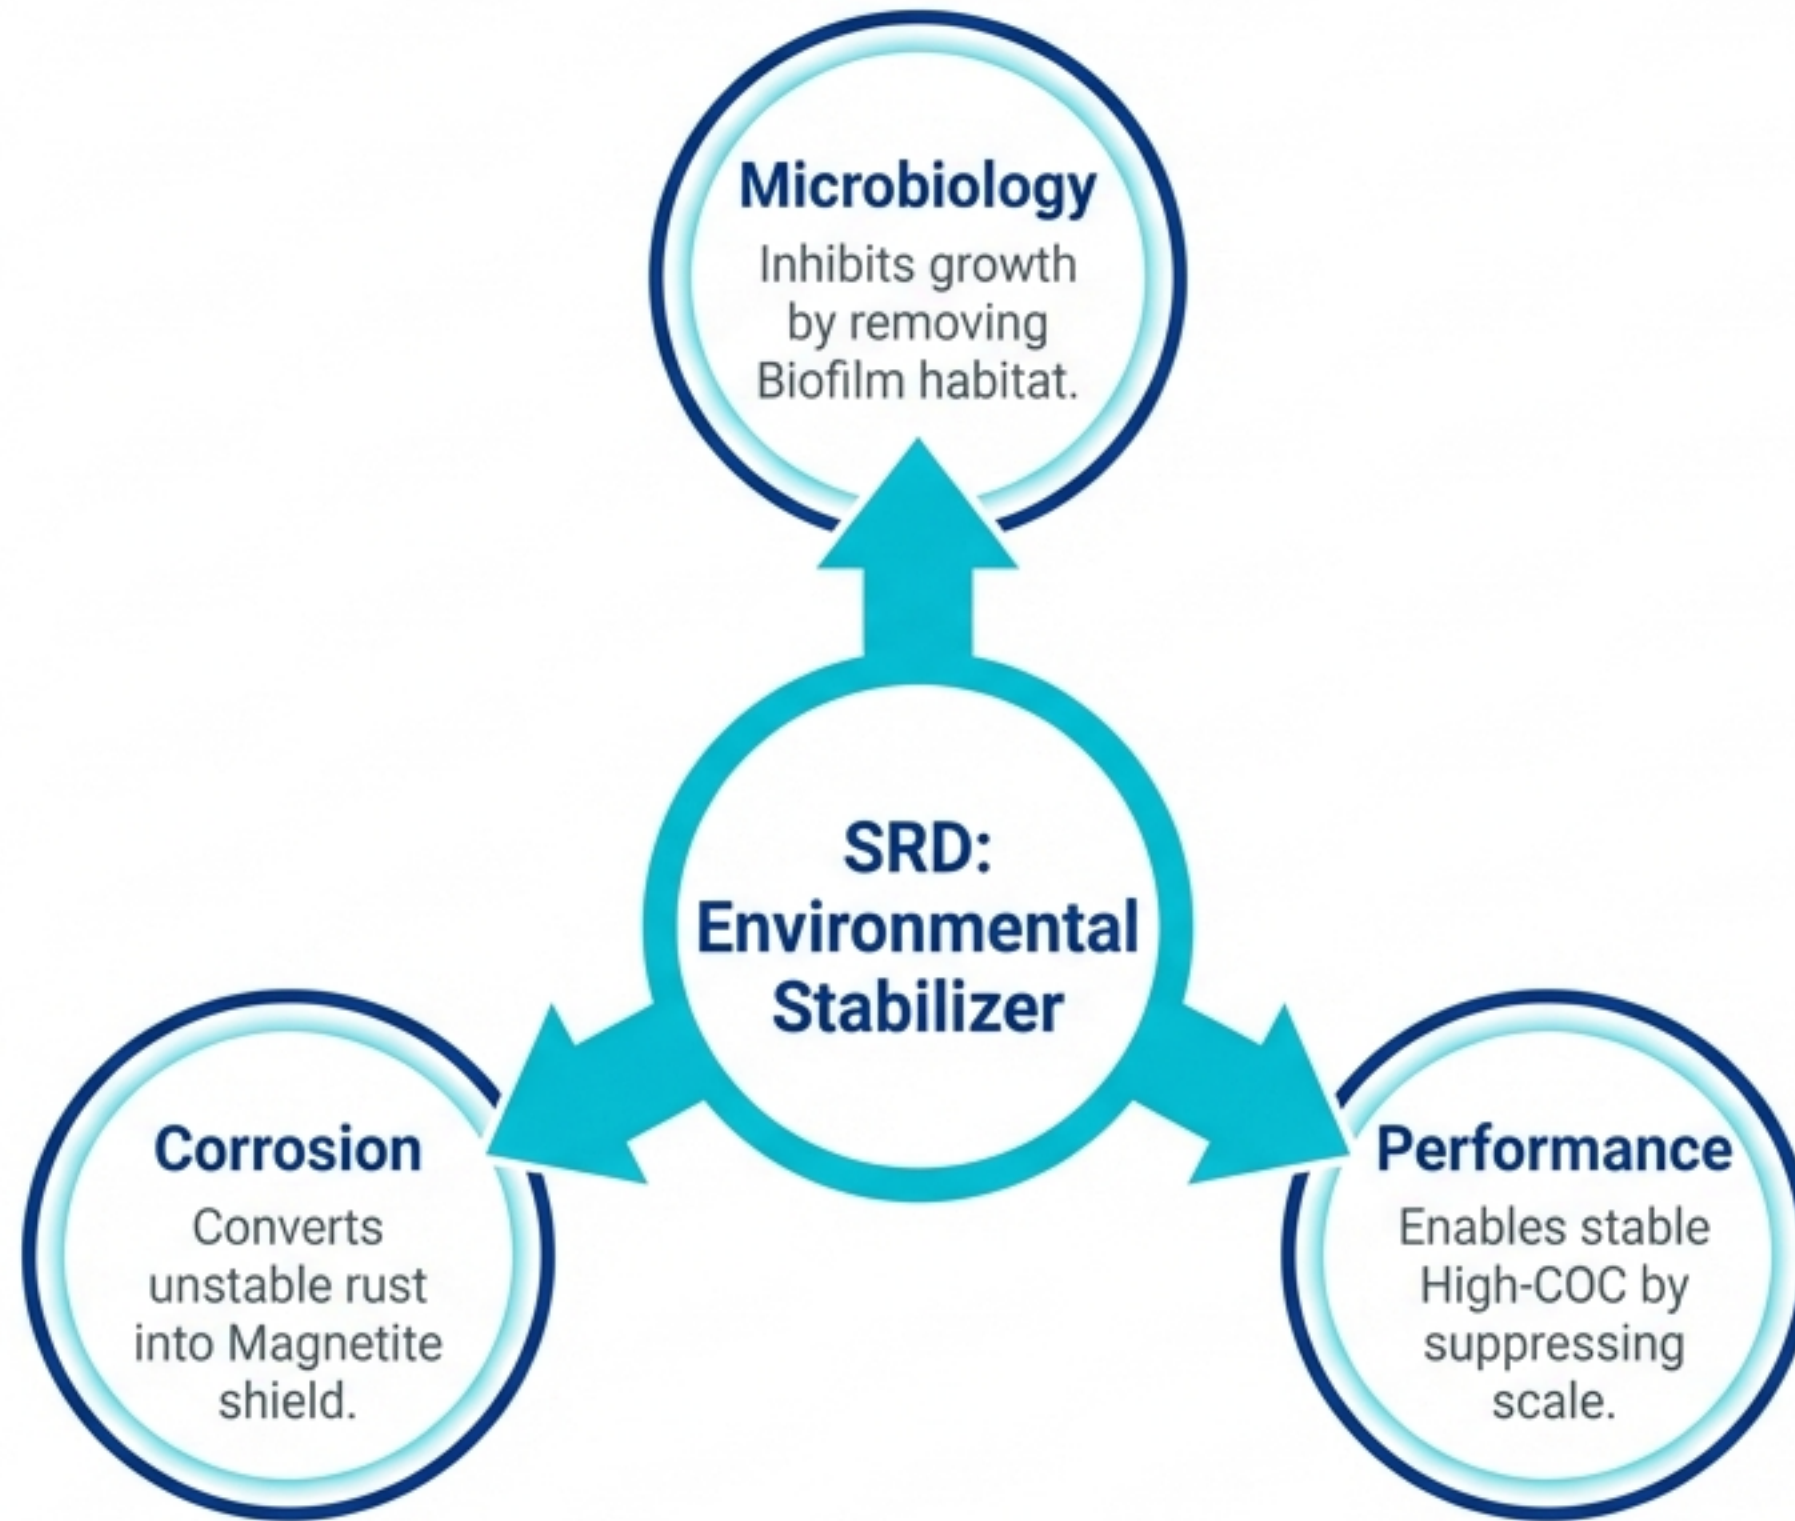 Microbiology
Inhibits growth
by removing
Biofilm habitat.
SRD:
Environmental
Stabilizer
Corrosion
Converts
unstable rust
into Magnetite
shield.
Performance
Enables stable
High-COC by
suppressing
scale.